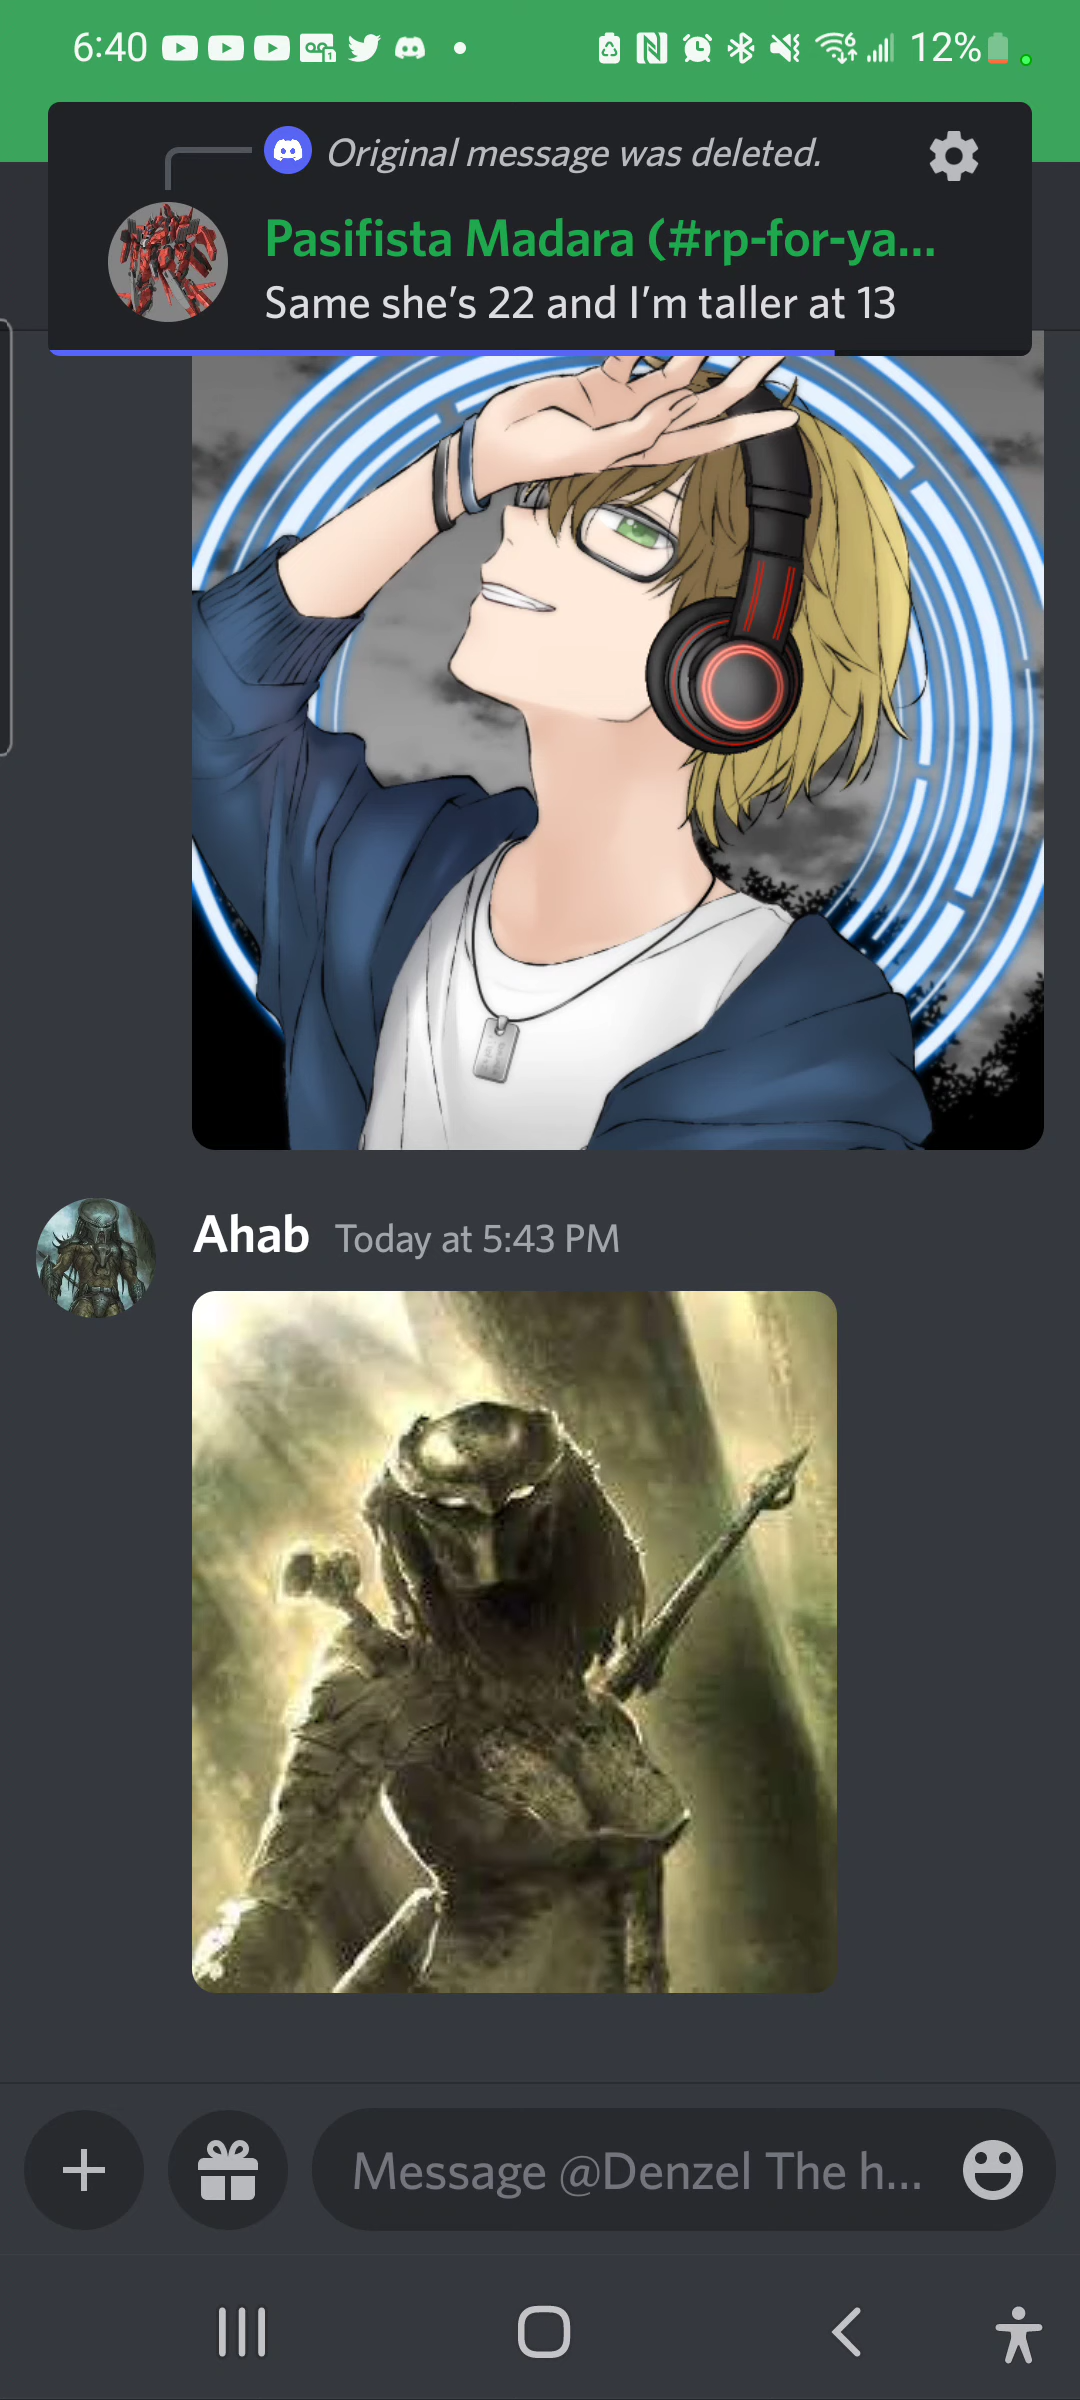 6:40
12%
Original message was deleted.
Pasifista Madara (#rp-for-ya...
Same she's 22 and I'm taller at 13
Ahab Today at 5:43 PM
Message @Denzel The h...